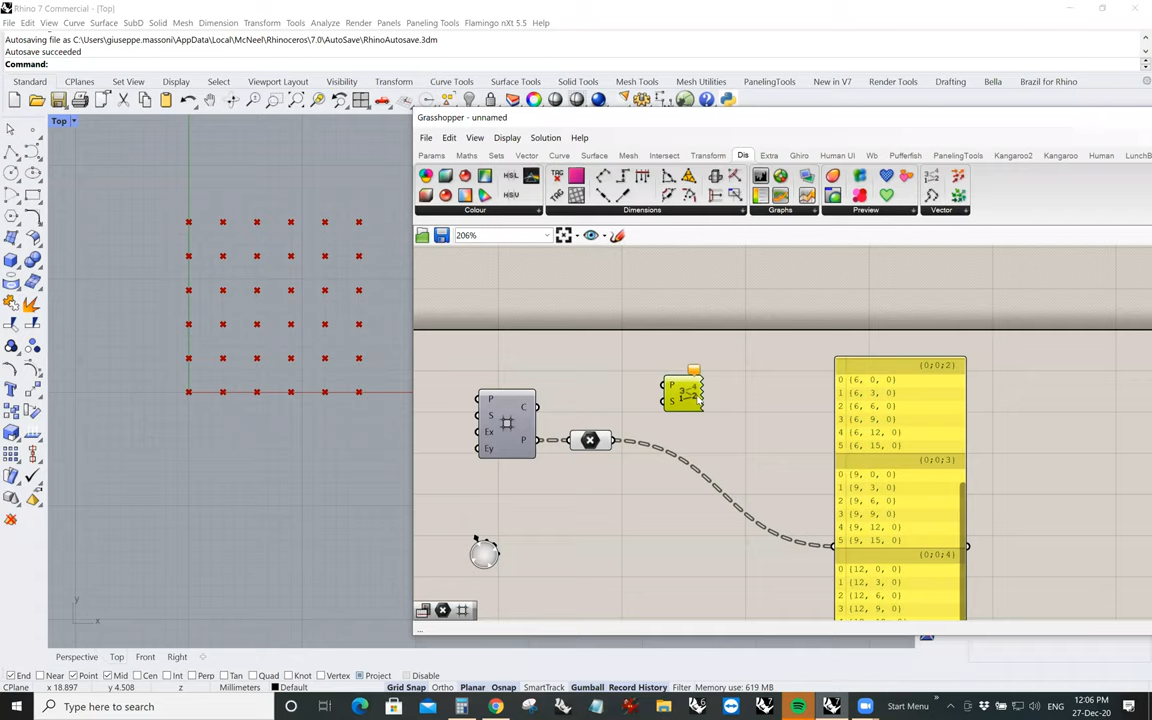 Rhino 7 Commercial - [Top]
File Edit View Curve Surface SubD Solid Mesh Dimension Transform Tools Analyze Render Panels Paneling Tools Flamingo nXt 5.5 Help
Autosaving file as C:\Users\giuseppe.massoni\AppData\Local\McNeel\Rhinoceros\7.0\AutoSave\RhinoAutosave.3dm
Autosave succeeded
Command:
Standard CPlanes Set View Display Select Viewport Layout Visibility Transform Curve Tools Surface Tools Solid Tools Mesh Tools Mesh Utilities PanelingTools New in V7 Render Tools Drafting Bella Brazil for Rhino
Top
Grasshopper - unnamed
File Edit View Display Solution Help
Params Maths Sets Vector Curve Surface Mesh Intersect Transform Dis Extra Ghiro Human UI Wb Pufferfish PanelingTools Kangaroo2 Kangaroo Human LunchB
HSL
TAG
TAG
HSV
Colour Dimensions Graphs Preview Vector
206%
P
S
Ex
Ey
C
P
P
S
3 4
1 2
{0;0;2}
0 {6, 0, 0}
1 {6, 3, 0}
2 {6, 6, 0}
3 {6, 9, 0}
4 {6, 12, 0}
5 {6, 15, 0}
{0;0;3}
0 {9, 0, 0}
1 {9, 3, 0}
2 {9, 6, 0}
3 {9, 9, 0}
4 {9, 12, 0}
5 {9, 15, 0}
{0;0;4}
0 {12, 0, 0}
1 {12, 3, 0}
2 {12, 6, 0}
3 {12, 9, 0}
...
y
x
Perspective Top Front Right
End Near Point Mid Cen Int Perp Tan Quad Knot Vertex Project Disable
CPlane x 18.897 y 4.508 z Millimeters Default Grid Snap Ortho Planar Osnap SmartTrack Gumball Record History Filter Memory use: 619 MB
Type here to search
Start Menu
12:06 PM
27-Dec-20